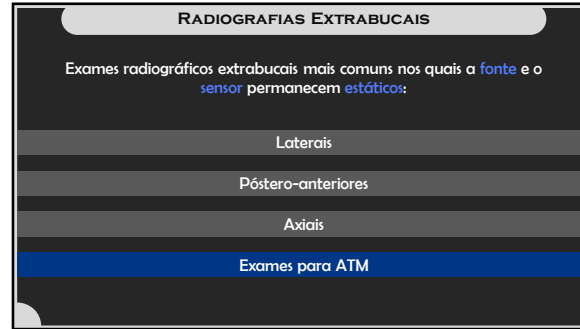 Radiografias Extrabucais
Exames radiográficos extrabucais mais comuns nos quais a fonte e o
sensor permanecem estáticos:
Laterais
Póstero-anteriores
Axiais
Exames para ATM